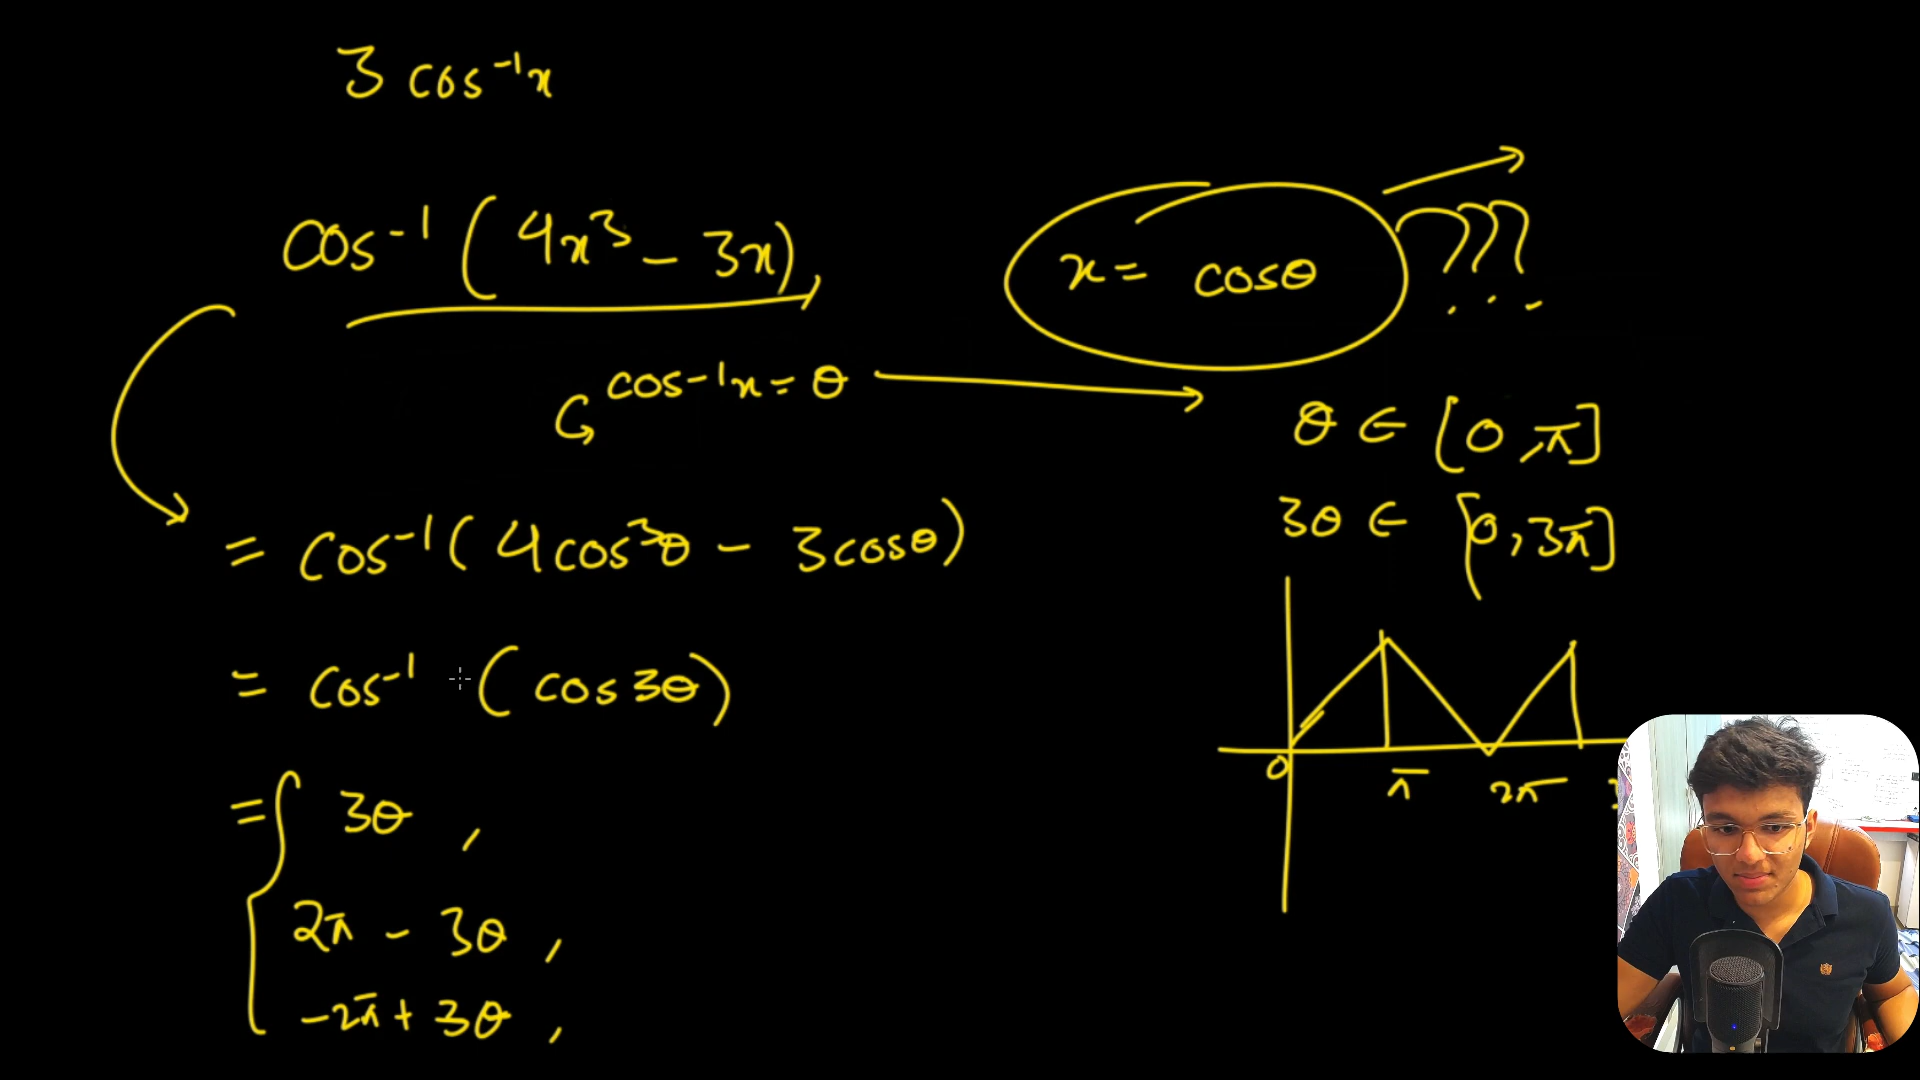 3 cos⁻¹x
cos⁻¹(4x³ - 3x),
x = cosθ ???
cos⁻¹x = θ
θ ∈ [0, π]
3θ ∈ [0, 3π]
= cos⁻¹(4cos³θ - 3cosθ)
= cos⁻¹(cos3θ)
= { 3θ ,
2π - 3θ ,
-2π + 3θ ,
0 π 2π